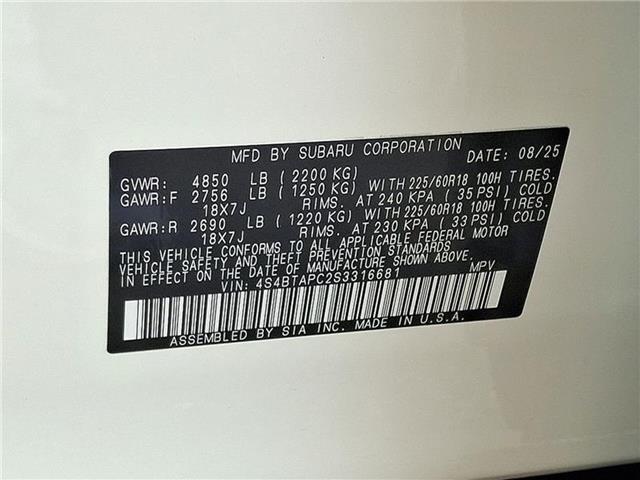 MFD BY SUBARU CORPORATION DATE: 08/25
GVWR: 4850 LB (2200 KG)
GAWR:F 2756 LB (1250 KG) WITH 225/60R18 100H TIRES.
18X7J RIMS. AT 240 KPA (35 PSI) COLD
GAWR:R 2690 LB (1220 KG) WITH 225/60R18 100H TIRES.
18X7J RIMS. AT 230 KPA (33 PSI) COLD
THIS VEHICLE CONFORMS TO ALL APPLICABLE FEDERAL MOTOR
VEHICLE SAFETY STANDARDS
IN EFFECT ON THE DATE OF MANUFACTURE SHOWN ABOVE.
VIN: 4S4BTAPC2S3316681 MPV
ASSEMBLED BY SIA INC. MADE IN U.S.A.